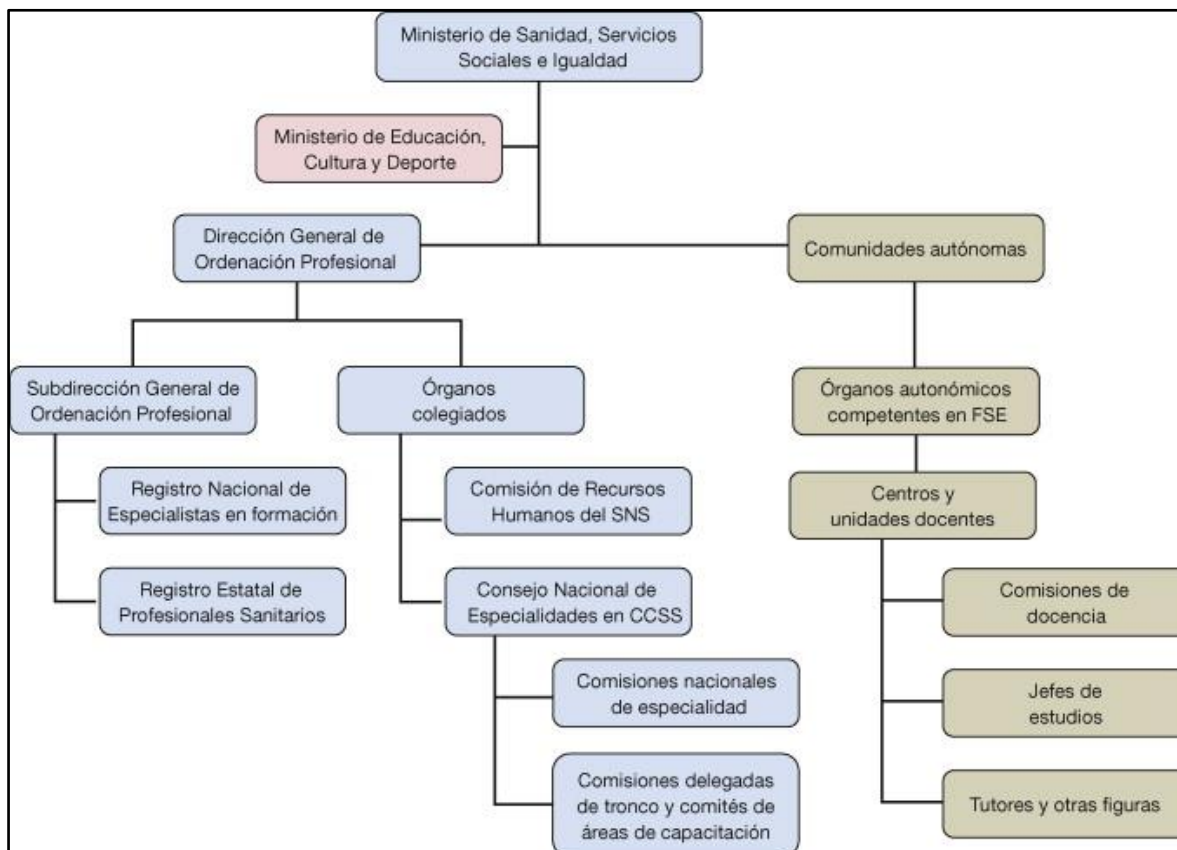 Ministerio de Sanidad, Servicios
Sociales e Igualdad
Ministerio de Educación,
Cultura y Deporte
Dirección General de
Ordenación Profesional
Comunidades autónomas
Subdirección General de
Ordenación Profesional
Órganos
colegiados
Órganos autonómicos
competentes en FSE
Registro Nacional de
Especialistas en formación
Comisión de Recursos
Humanos del SNS
Centros y
unidades docentes
Registro Estatal de
Profesionales Sanitarios
Consejo Nacional de
Especialidades en CCSS
Comisiones de
docencia
Comisiones nacionales
de especialidad
Jefes de
estudios
Comisiones delegadas
de tronco y comités de
áreas de capacitación
Tutores y otras figuras